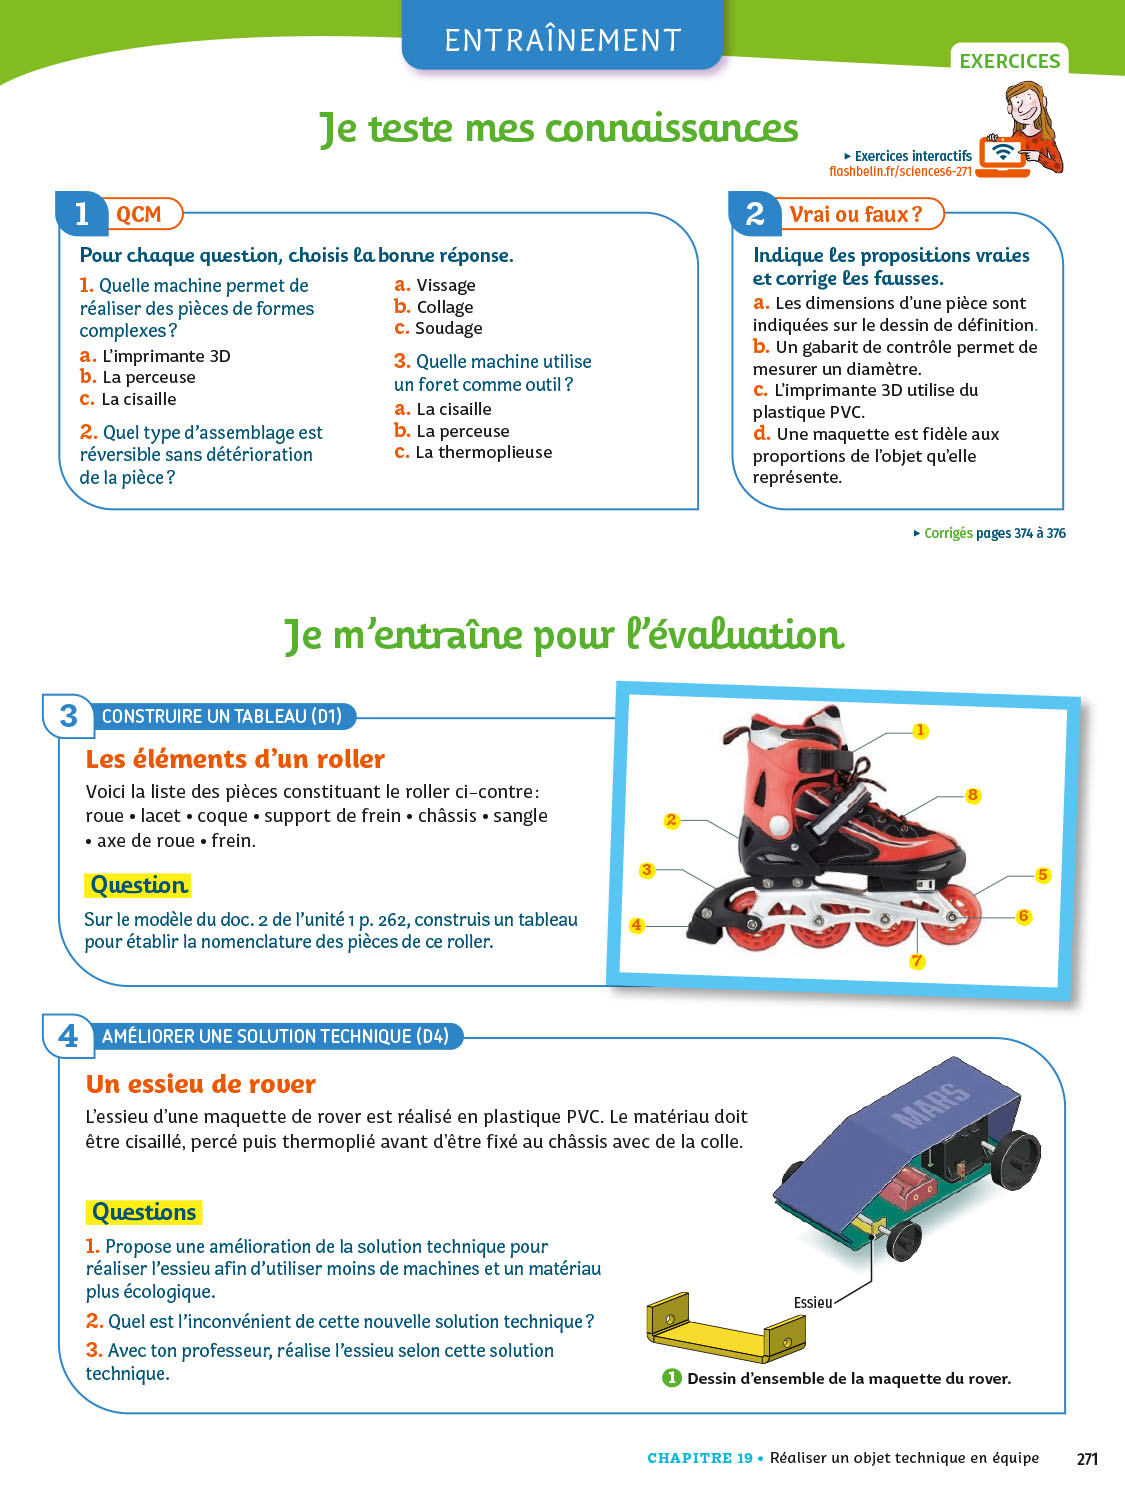 ENTRAÎNEMENT
EXERCICES
Je teste mes connaissances
▸ Exercices interactifs
flashbelin.fr/sciences6-271
1 QCM
Pour chaque question, choisis la bonne réponse.
1. Quelle machine permet de
réaliser des pièces de formes
complexes ?
a. L'imprimante 3D
b. La perceuse
c. La cisaille
2. Quel type d'assemblage est
réversible sans détérioration
de la pièce ?
a. Vissage
b. Collage
c. Soudage
3. Quelle machine utilise
un foret comme outil ?
a. La cisaille
b. La perceuse
c. La thermoplieuse
2 Vrai ou faux ?
Indique les propositions vraies
et corrige les fausses.
a. Les dimensions d'une pièce sont
indiquées sur le dessin de définition.
b. Un gabarit de contrôle permet de
mesurer un diamètre.
c. L'imprimante 3D utilise du
plastique PVC.
d. Une maquette est fidèle aux
proportions de l'objet qu'elle
représente.
▸ Corrigés pages 374 à 376
Je m'entraîne pour l'évaluation
3 CONSTRUIRE UN TABLEAU (D1)
Les éléments d'un roller
Voici la liste des pièces constituant le roller ci-contre :
roue • lacet • coque • support de frein • châssis • sangle
• axe de roue • frein.
Question
Sur le modèle du doc. 2 de l'unité 1 p. 262, construis un tableau
pour établir la nomenclature des pièces de ce roller.
1
8
2
3
5
4
6
7
4 AMÉLIORER UNE SOLUTION TECHNIQUE (D4)
Un essieu de rover
L'essieu d'une maquette de rover est réalisé en plastique PVC. Le matériau doit
être cisaillé, percé puis thermoplié avant d'être fixé au châssis avec de la colle.
Questions
1. Propose une amélioration de la solution technique pour
réaliser l'essieu afin d'utiliser moins de machines et un matériau
plus écologique.
2. Quel est l'inconvénient de cette nouvelle solution technique ?
3. Avec ton professeur, réalise l'essieu selon cette solution
technique.
MARS
Essieu
1 Dessin d'ensemble de la maquette du rover.
CHAPITRE 19 • Réaliser un objet technique en équipe 271